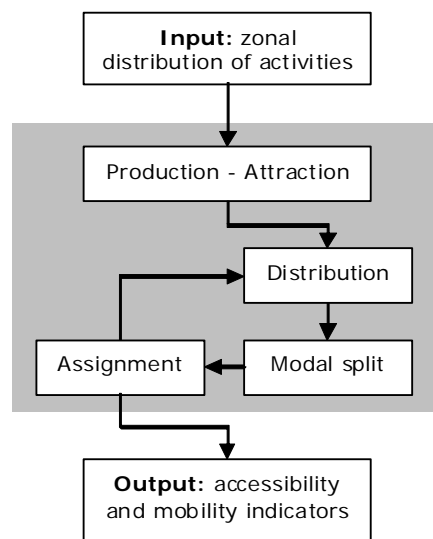 Input: zonal
distribution of activities
Production - Attraction
Distribution
Assignment
Modal split
Output: accessibility
and mobility indicators